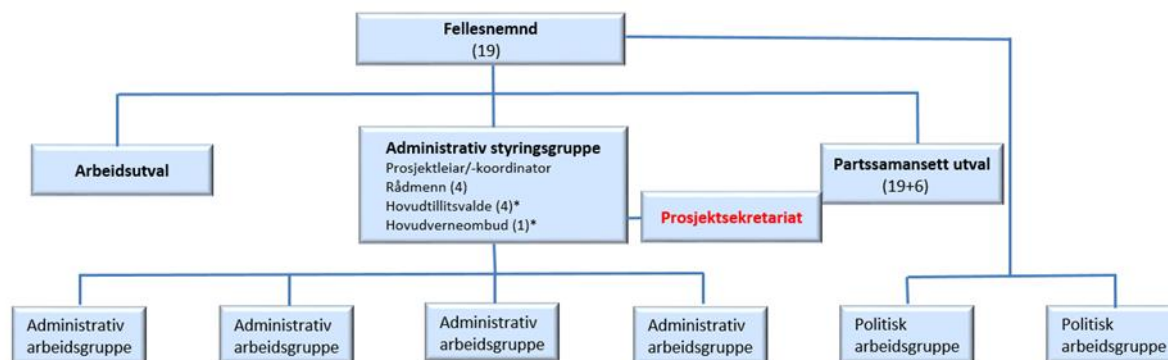 Fellesnemnd
(19)
Arbeidsutval
Administrativ styringsgruppe
Prosjektleiar/-koordinator
Rådmenn (4)
Hovudtillitsvalde (4)*
Hovudverneombud (1)*
Partssamansett utval
(19+6)
Prosjektsekretariat
Administrativ
arbeidsgruppe
Administrativ
arbeidsgruppe
Administrativ
arbeidsgruppe
Administrativ
arbeidsgruppe
Politisk
arbeidsgruppe
Politisk
arbeidsgruppe